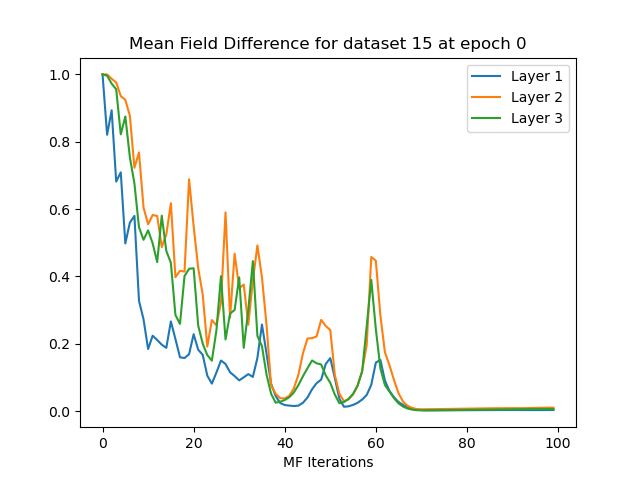 Mean Field Difference for dataset 15 at epoch 0
Layer 1
Layer 2
Layer 3
1.0
0.8
0.6
0.4
0.2
0.0
0 20 40 60 80 100
MF Iterations